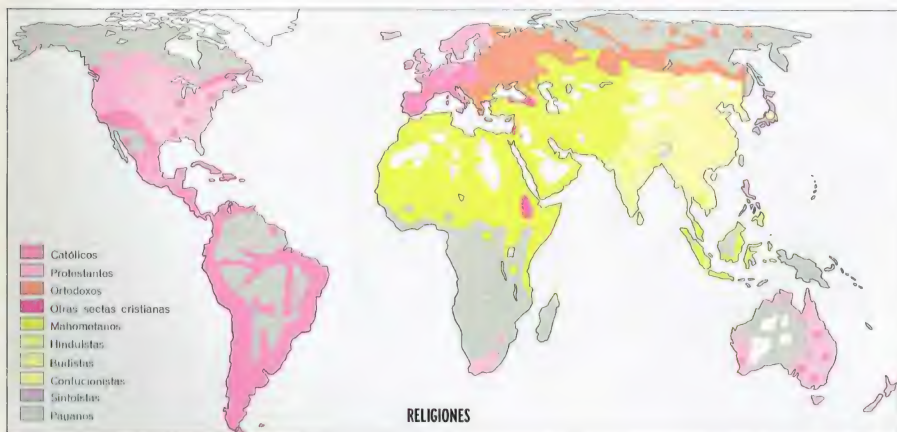 Católicos
Protestantes
Ortodoxos
Otras sectas cristianas
Mahometanos
Hinduistas
Budistas
Confucionistas
Sintoístas
Paganos
RELIGIONES